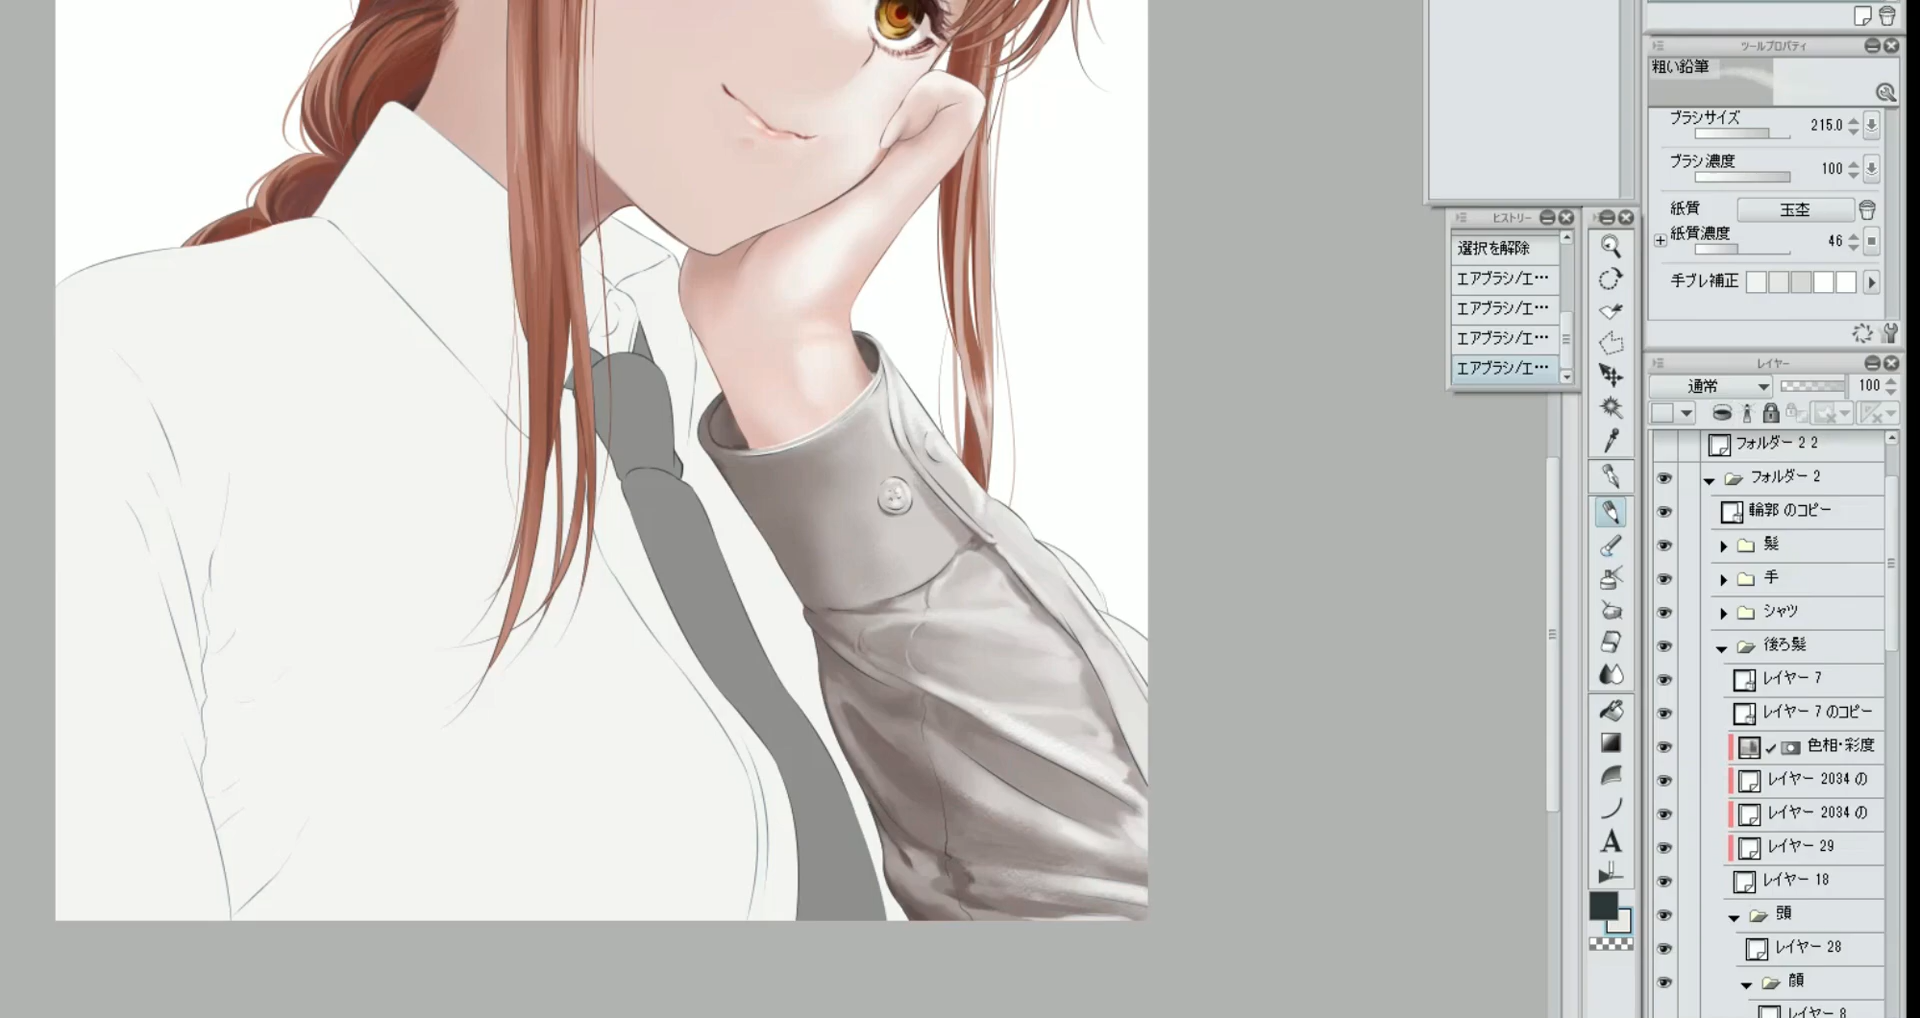 ツールプロパティ
粗い鉛筆
ブラシサイズ 215.0
ブラシ濃度 100
紙質 玉杢
紙質濃度 46
手ブレ補正
ヒストリー
選択を解除
エアブラシ/エ…
エアブラシ/エ…
エアブラシ/エ…
エアブラシ/エ…
レイヤー
通常 100
フォルダー 2 2
フォルダー 2
輪郭 のコピー
髪
手
シャツ
後ろ髪
レイヤー 7
レイヤー 7 のコピー
色相・彩度
レイヤー 2034 の
レイヤー 2034 の
レイヤー 29
レイヤー 18
頭
レイヤー 28
顔
レイヤー 8
A